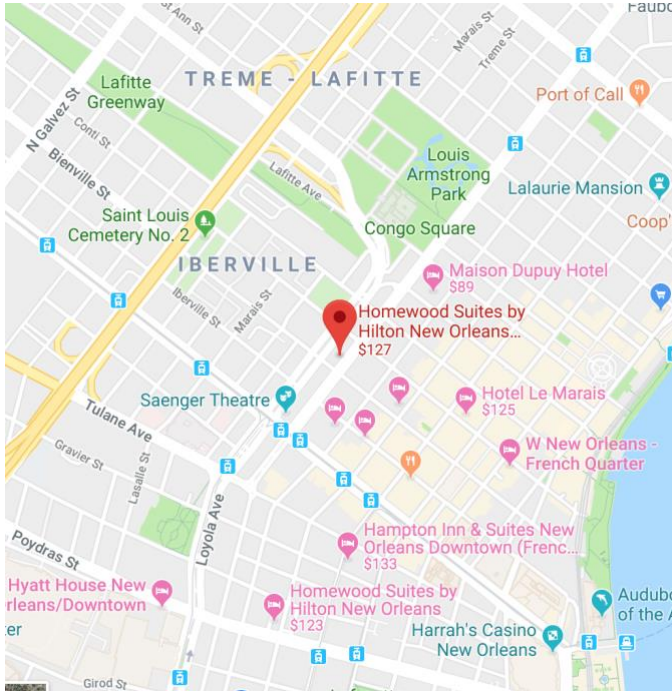 Faubo
St Ann St
Marais St
Treme St
TREME - LAFITTE
Lafitte
Greenway
Port of Call
N Galvez St
Conti St
Bienville St
Louis
Armstrong
Park
Lafitte Ave
Lalaurie Mansion
Saint Louis
Cemetery No. 2
Congo Square
Coop'
IBERVILLE
Maison Dupuy Hotel
$89
Iberville St
Marais St
Homewood Suites by
Hilton New Orleans...
$127
Saenger Theatre
Hotel Le Marais
$125
Tulane Ave
Gravier St
Lasalle St
W New Orleans -
French Quarter
Loyola Ave
Poydras St
Hampton Inn & Suites New
Orleans Downtown (Frenc...
$133
Hyatt House New
rleans/Downtown
Homewood Suites by
Hilton New Orleans
$123
Audubo
of the A
ter
Harrah's Casino
New Orleans
Girod St